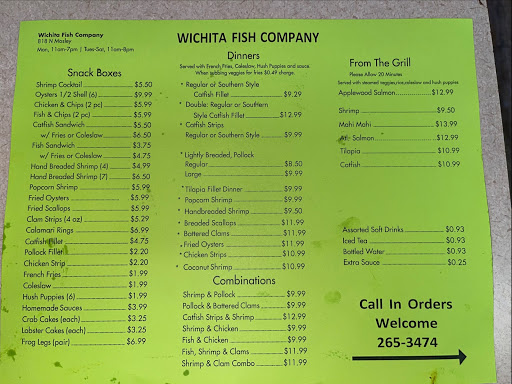 Wichita Fish Company
818 N Mosley
Mon, 11am-7pm | Tues-Sat, 11am-8pm
WICHITA FISH COMPANY
Snack Boxes
Shrimp Cocktail $5.50
Oysters 1/2 Shell (6) $9.99
Chicken & Chips (2 pc) $5.99
Fish & Chips (2 pc) $5.99
Catfish Sandwich $5.50
w/ Fries or Coleslaw $6.50
Fish Sandwich $3.75
w/ Fries or Coleslaw $4.75
Hand Breaded Shrimp (4) $4.99
Hand Breaded Shrimp (7) $6.50
Popcorn Shrimp $5.99
Fried Oysters $5.99
Fried Scallops $5.99
Clam Strips (4 oz) $5.29
Calamari Rings $6.99
Catfish Fillet $4.75
Pollock Fillet $2.20
Chicken Strip $2.20
French Fries $1.99
Coleslaw $1.99
Hush Puppies (6) $1.99
Homemade Sauces $3.99
Crab Cakes (each) $3.25
Lobster Cakes (each) $3.25
Frog Legs (pair) $6.99
Dinners
Served with French Fries, Coleslaw, Hush Puppies and sauce.
When subbing veggies for fries $0.49 charge.
* Regular or Southern Style
Catfish Fillet $9.29
* Double: Regular or Southern
Style Catfish Fillet $12.99
* Catfish Strips
Regular or Southern Style $9.99
* Lightly Breaded, Pollock
Regular $8.50
Large $9.99
* Tilapia Fillet Dinner $9.99
* Popcorn Shrimp $9.99
* Handbreaded Shrimp $9.50
* Breaded Scallops $11.99
* Battered Clams $11.99
* Fried Oysters $11.99
* Chicken Strips $10.99
* Coconut Shrimp $10.99
Combinations
Shrimp & Pollock $9.99
Pollock & Battered Clams $9.99
Catfish Strips & Shrimp $12.99
Shrimp & Chicken $9.99
Fish & Chicken $9.99
Fish, Shrimp & Clams $11.99
Shrimp & Clam Combo $11.99
From The Grill
Please Allow 20 Minutes
Served with steamed veggies, rice, coleslaw and hush puppies
Applewood Salmon $12.99
Shrimp $9.50
Mahi Mahi $13.99
Atl. Salmon $12.99
Tilapia $10.99
Catfish $10.99
Assorted Soft Drinks $0.93
Iced Tea $0.93
Bottled Water $0.93
Extra Sauce $0.25
Call In Orders
Welcome
265-3474